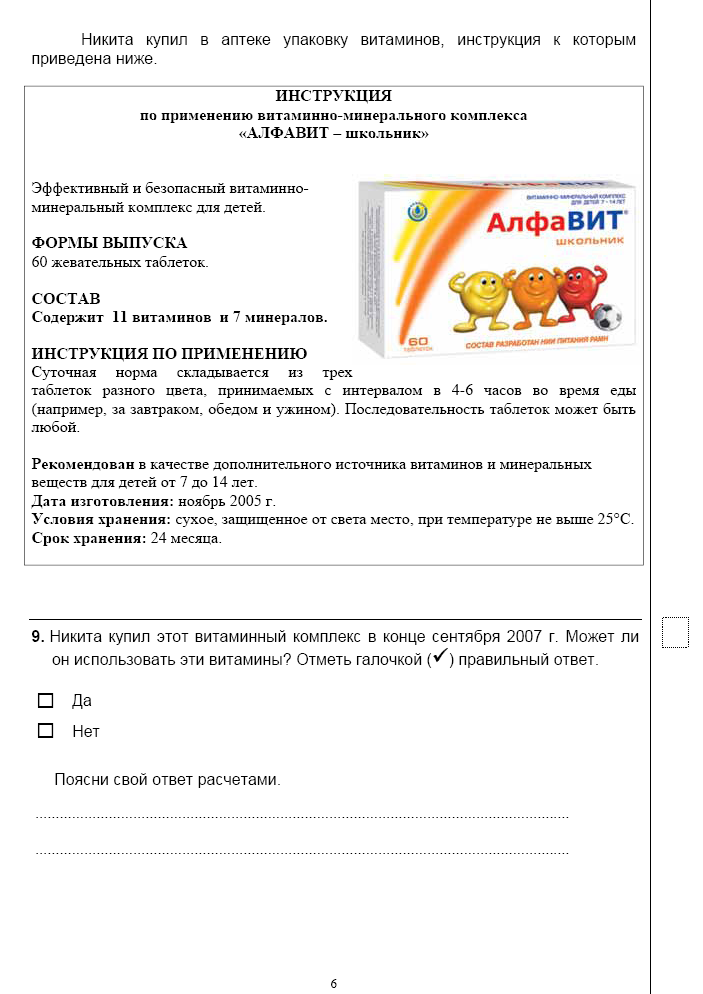 Никита купил в аптеке упаковку витаминов, инструкция к которым
приведена ниже.
ИНСТРУКЦИЯ
по применению витаминно-минерального комплекса
«АЛФАВИТ – школьник»
Эффективный и безопасный витаминно-
минеральный комплекс для детей.
ФОРМЫ ВЫПУСКА
60 жевательных таблеток.
СОСТАВ
Содержит 11 витаминов и 7 минералов.
АлфаВИТ школьник
ВИТАМИННО-МИНЕРАЛЬНЫЙ КОМПЛЕКС
ДЛЯ ДЕТЕЙ 7 - 14 ЛЕТ
АлфаВИТ®
ШКОЛЬНИК
60
таблеток
СОСТАВ РАЗРАБОТАН НИИ ПИТАНИЯ РАМН
ИНСТРУКЦИЯ ПО ПРИМЕНЕНИЮ
Суточная норма складывается из трех
таблеток разного цвета, принимаемых с интервалом в 4-6 часов во время еды
(например, за завтраком, обедом и ужином). Последовательность таблеток может быть
любой.
Рекомендован в качестве дополнительного источника витаминов и минеральных
веществ для детей от 7 до 14 лет.
Дата изготовления: ноябрь 2005 г.
Условия хранения: сухое, защищенное от света место, при температуре не выше 25°С.
Срок хранения: 24 месяца.
9. Никита купил этот витаминный комплекс в конце сентября 2007 г. Может ли
он использовать эти витамины? Отметь галочкой (✓) правильный ответ.
Да
Нет
Поясни свой ответ расчетами.
6